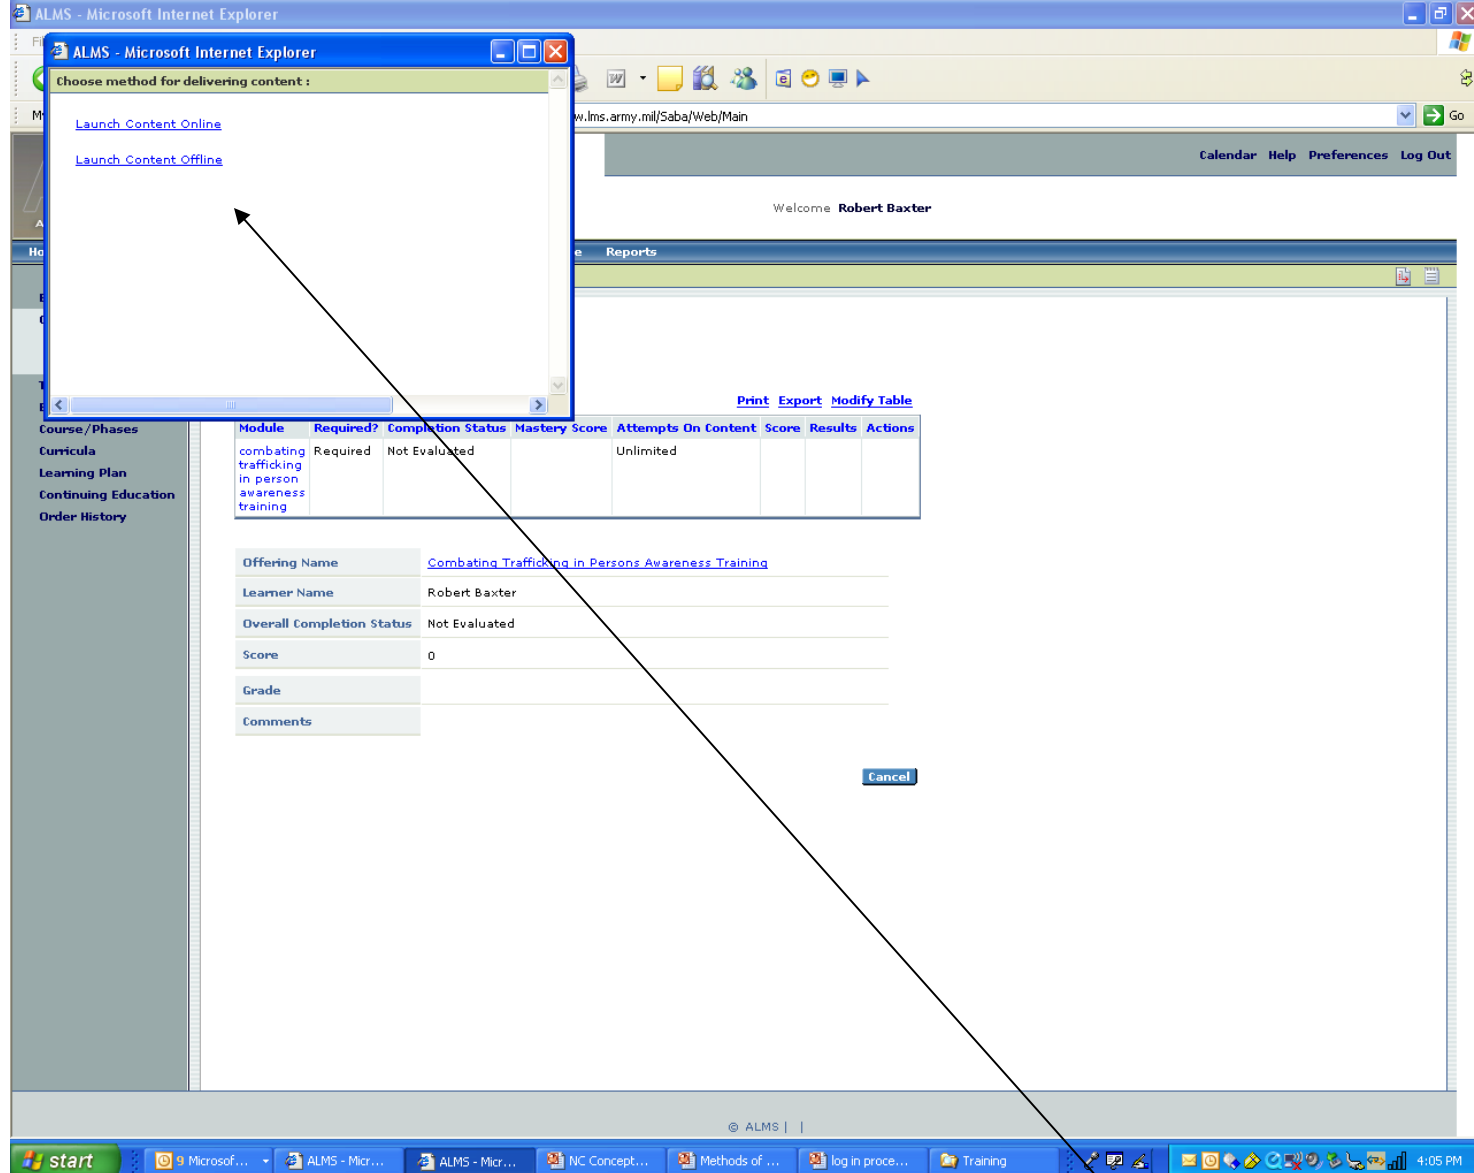 ALMS - Microsoft Internet Explorer
ALMS - Microsoft Internet Explorer
Choose method for delivering content :
Launch Content Online
Launch Content Offline
w.lms.army.mil/Saba/Web/Main
Go
Calendar Help Preferences Log Out
Welcome Robert Baxter
Reports
Print Export Modify Table
Module Required? Completion Status Mastery Score Attempts On Content Score Results Actions
combating Required Not Evaluated Unlimited
trafficking
in person
awareness
training
Course/Phases
Curricula
Learning Plan
Continuing Education
Order History
Offering Name Combating Trafficking in Persons Awareness Training
Learner Name Robert Baxter
Overall Completion Status Not Evaluated
Score 0
Grade
Comments
Cancel
© ALMS | |
start 9 Microsof... ALMS - Micr... ALMS - Micr... NC Concept... Methods of ... log in proce... Training 4:05 PM